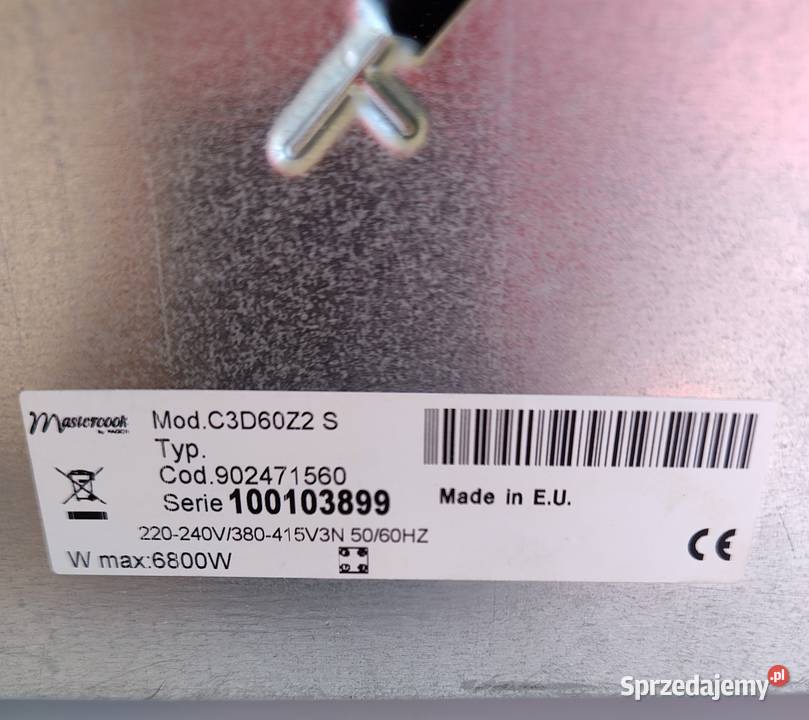 Mastercook
Mod.C3D60Z2 S
Typ.
Cod.902471560
Serie 100103899
Made in E.U.
220-240V/380-415V3N 50/60HZ
W max:6800W
CE
Sprzedajemy.pl